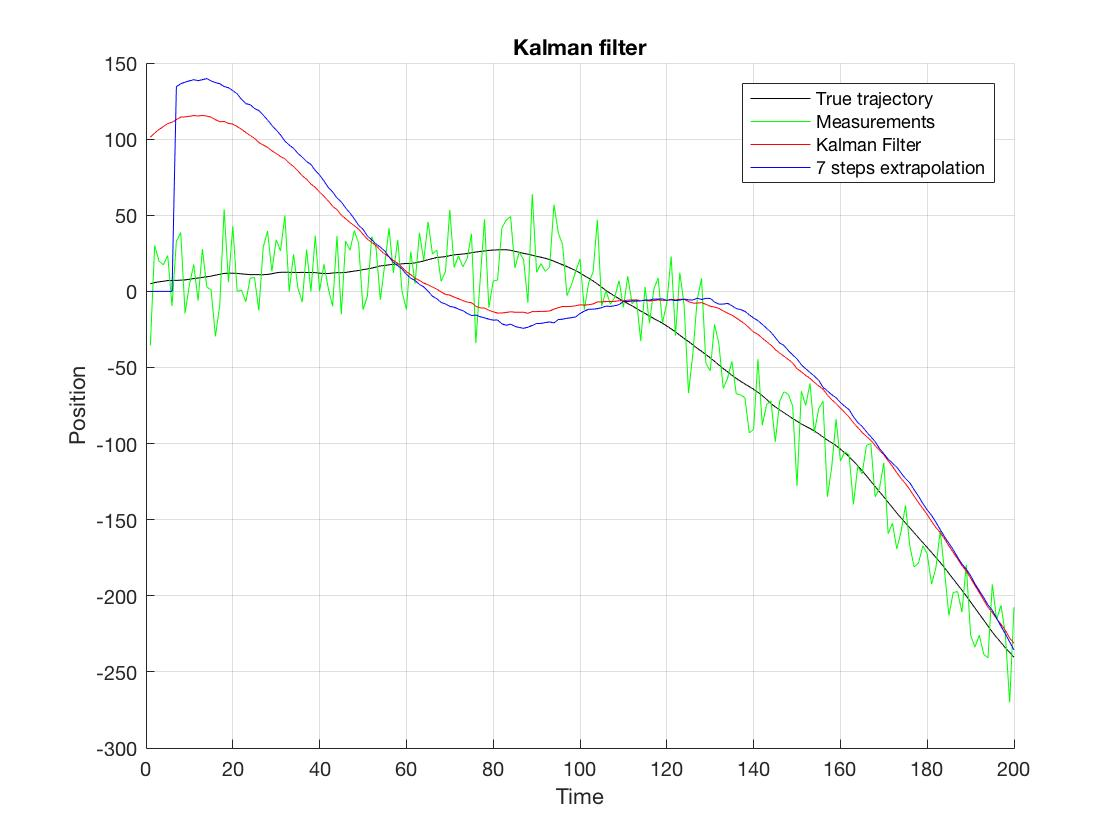 Kalman filter
150
100
50
0
-50
-100
-150
-200
-250
-300
Position
True trajectory
Measurements
Kalman Filter
7 steps extrapolation
0 20 40 60 80 100 120 140 160 180 200
Time